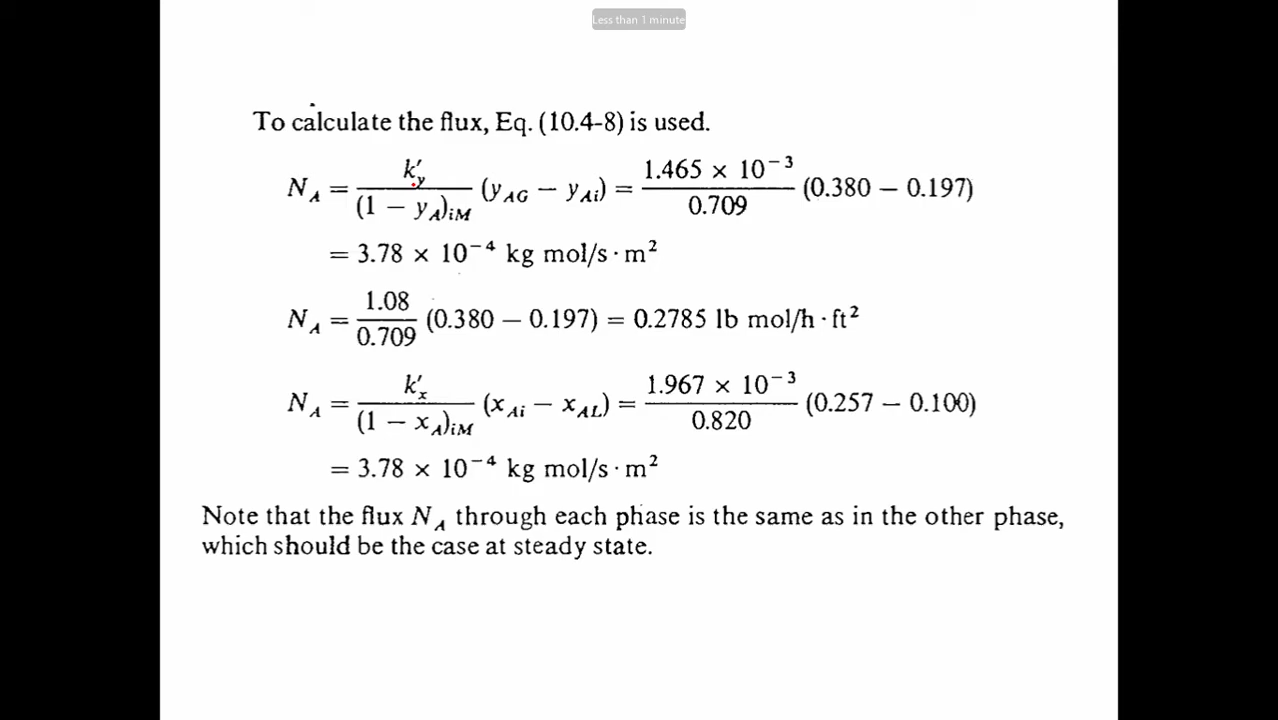 Less than 1 minute
To calculate the flux, Eq. (10.4-8) is used.
N_A = k′_y / (1 − y_A)_iM (y_AG − y_Ai) = 1.465 × 10⁻³ / 0.709 (0.380 − 0.197)
= 3.78 × 10⁻⁴ kg mol/s · m²
N_A = 1.08 / 0.709 (0.380 − 0.197) = 0.2785 lb mol/h · ft²
N_A = k′_x / (1 − x_A)_iM (x_Ai − x_AL) = 1.967 × 10⁻³ / 0.820 (0.257 − 0.100)
= 3.78 × 10⁻⁴ kg mol/s · m²
Note that the flux N_A through each phase is the same as in the other phase,
which should be the case at steady state.